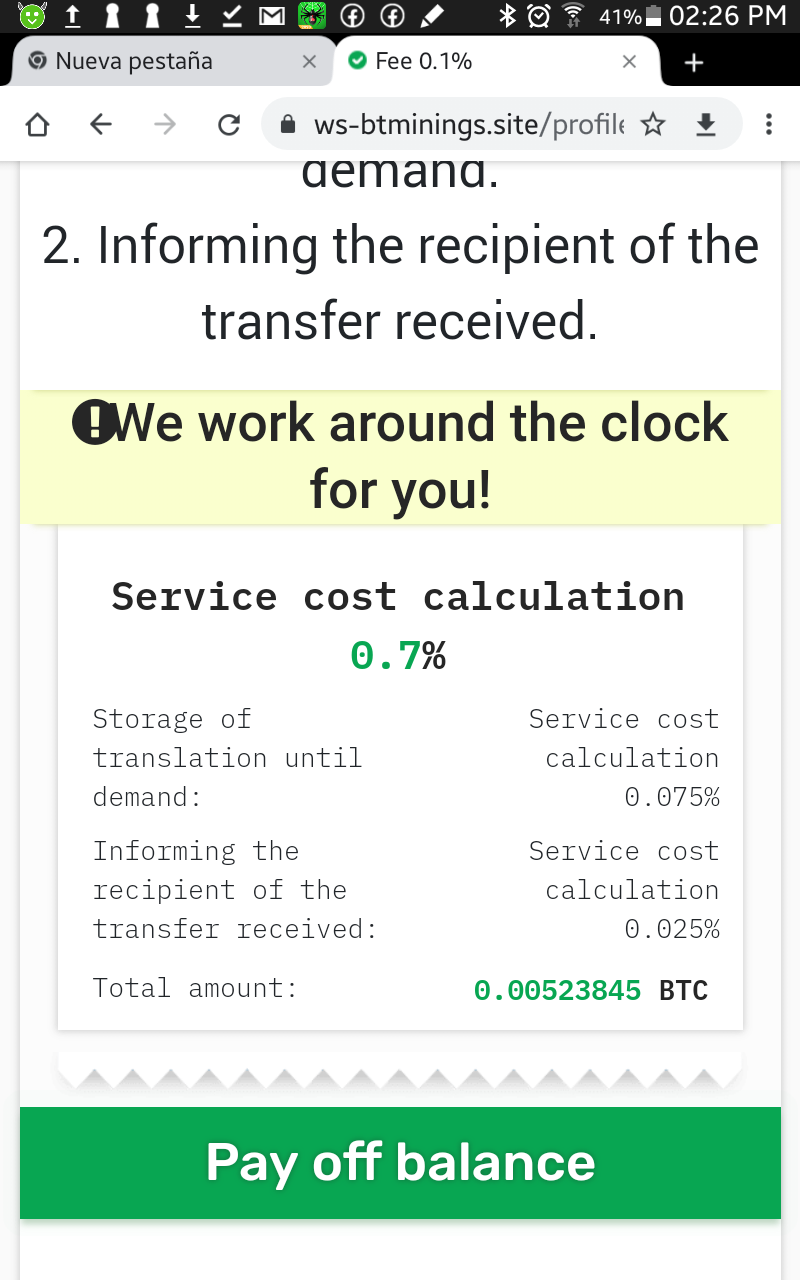 41% 02:26 PM
Nueva pestaña
Fee 0.1%
ws-btminings.site/profile
demand.
2. Informing the recipient of the
transfer received.
We work around the clock
for you!
Service cost calculation
0.7%
Storage of
translation until
demand:
Service cost
calculation
0.075%
Informing the
recipient of the
transfer received:
Service cost
calculation
0.025%
Total amount: 0.00523845 BTC
Pay off balance